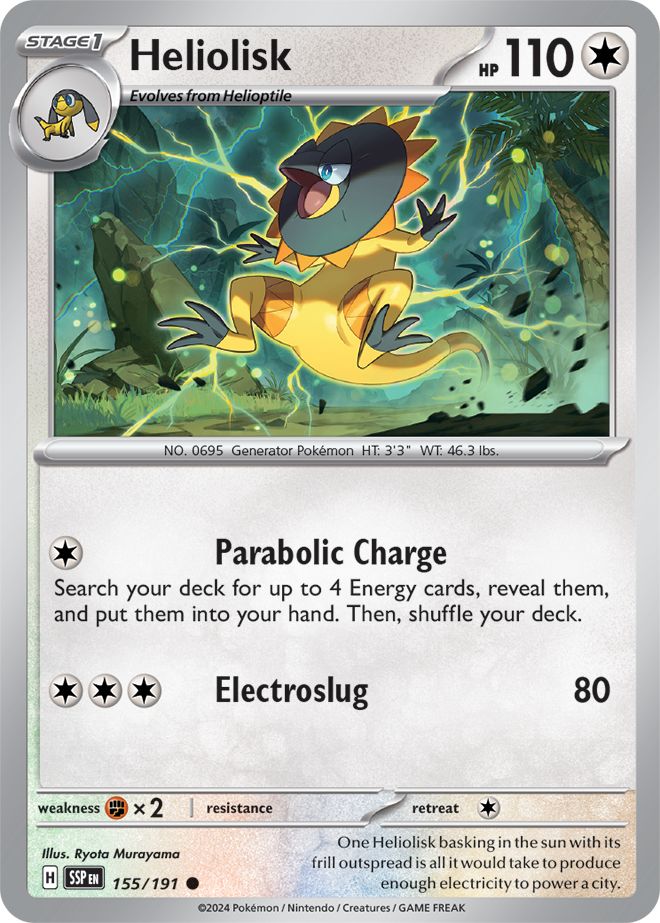 STAGE 1
Heliolisk
HP 110
Evolves from Helioptile
NO. 0695 Generator Pokémon HT: 3'3" WT: 46.3 lbs.
Parabolic Charge
Search your deck for up to 4 Energy cards, reveal them,
and put them into your hand. Then, shuffle your deck.
Electroslug 80
weakness ×2 resistance retreat
Illus. Ryota Murayama
H SSP EN 155/191
One Heliolisk basking in the sun with its
frill outspread is all it would take to produce
enough electricity to power a city.
©2024 Pokémon / Nintendo / Creatures / GAME FREAK